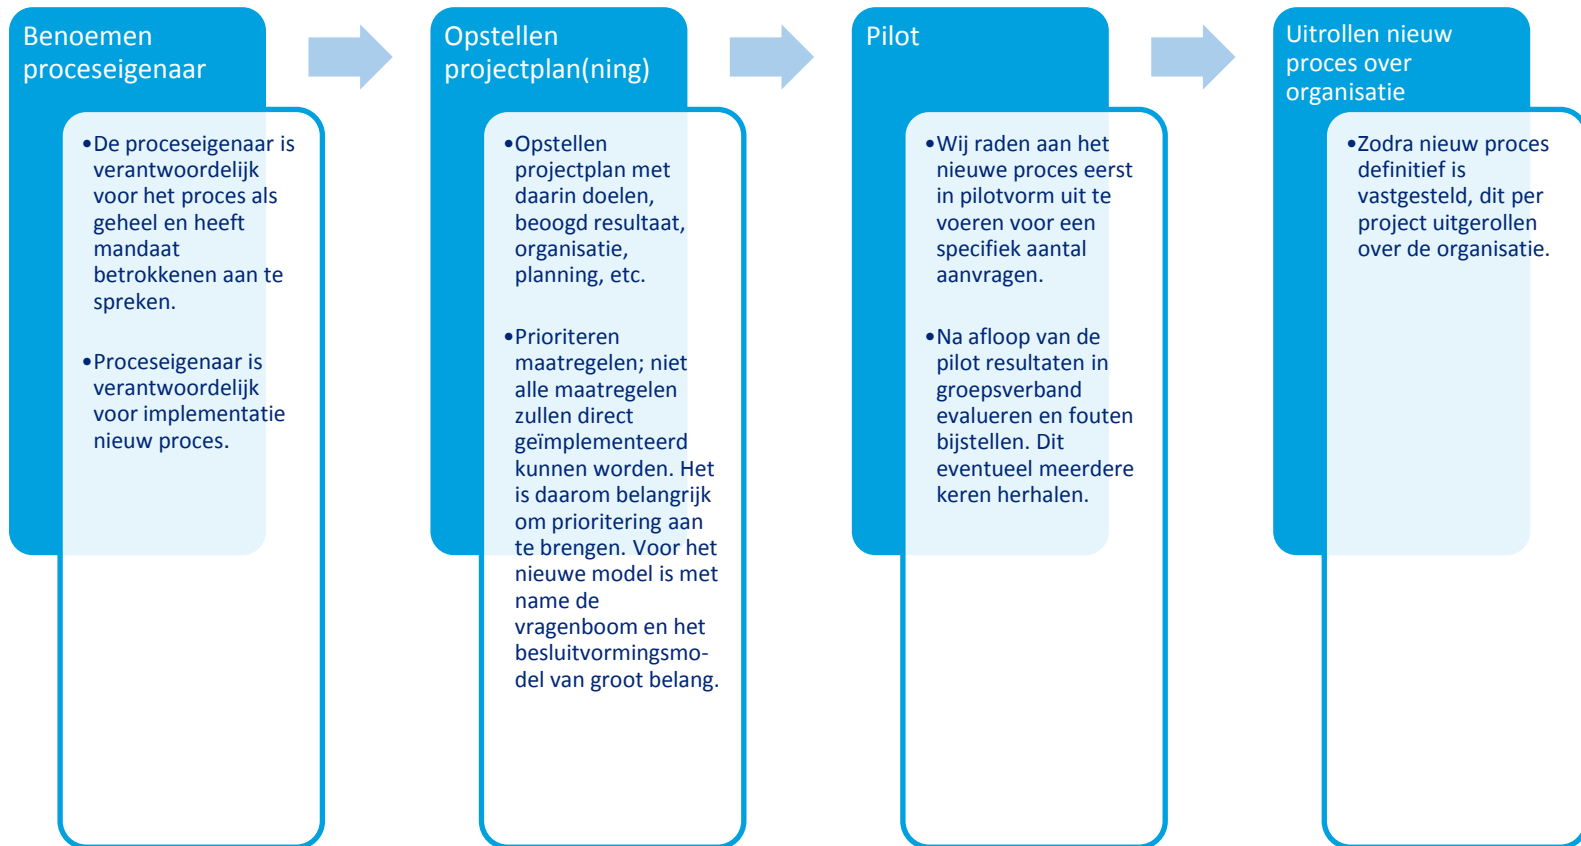 Benoemen
proceseigenaar
•De proceseigenaar is
verantwoordelijk
voor het proces als
geheel en heeft
mandaat
betrokkenen aan te
spreken.
•Proceseigenaar is
verantwoordelijk
voor implementatie
nieuw proces.
Opstellen
projectplan(ning)
•Opstellen
projectplan met
daarin doelen,
beoogd resultaat,
organisatie,
planning, etc.
•Prioriteren
maatregelen; niet
alle maatregelen
zullen direct
geïmplementeerd
kunnen worden. Het
is daarom belangrijk
om prioritering aan
te brengen. Voor het
nieuwe model is met
name de
vragenboom en het
besluitvormingsmo-
del van groot belang.
Pilot
•Wij raden aan het
nieuwe proces eerst
in pilotvorm uit te
voeren voor een
specifiek aantal
aanvragen.
•Na afloop van de
pilot resultaten in
groepsverband
evalueren en fouten
bijstellen. Dit
eventueel meerdere
keren herhalen.
Uitrollen nieuw
proces over
organisatie
•Zodra nieuw proces
definitief is
vastgesteld, dit per
project uitgerollen
over de organisatie.